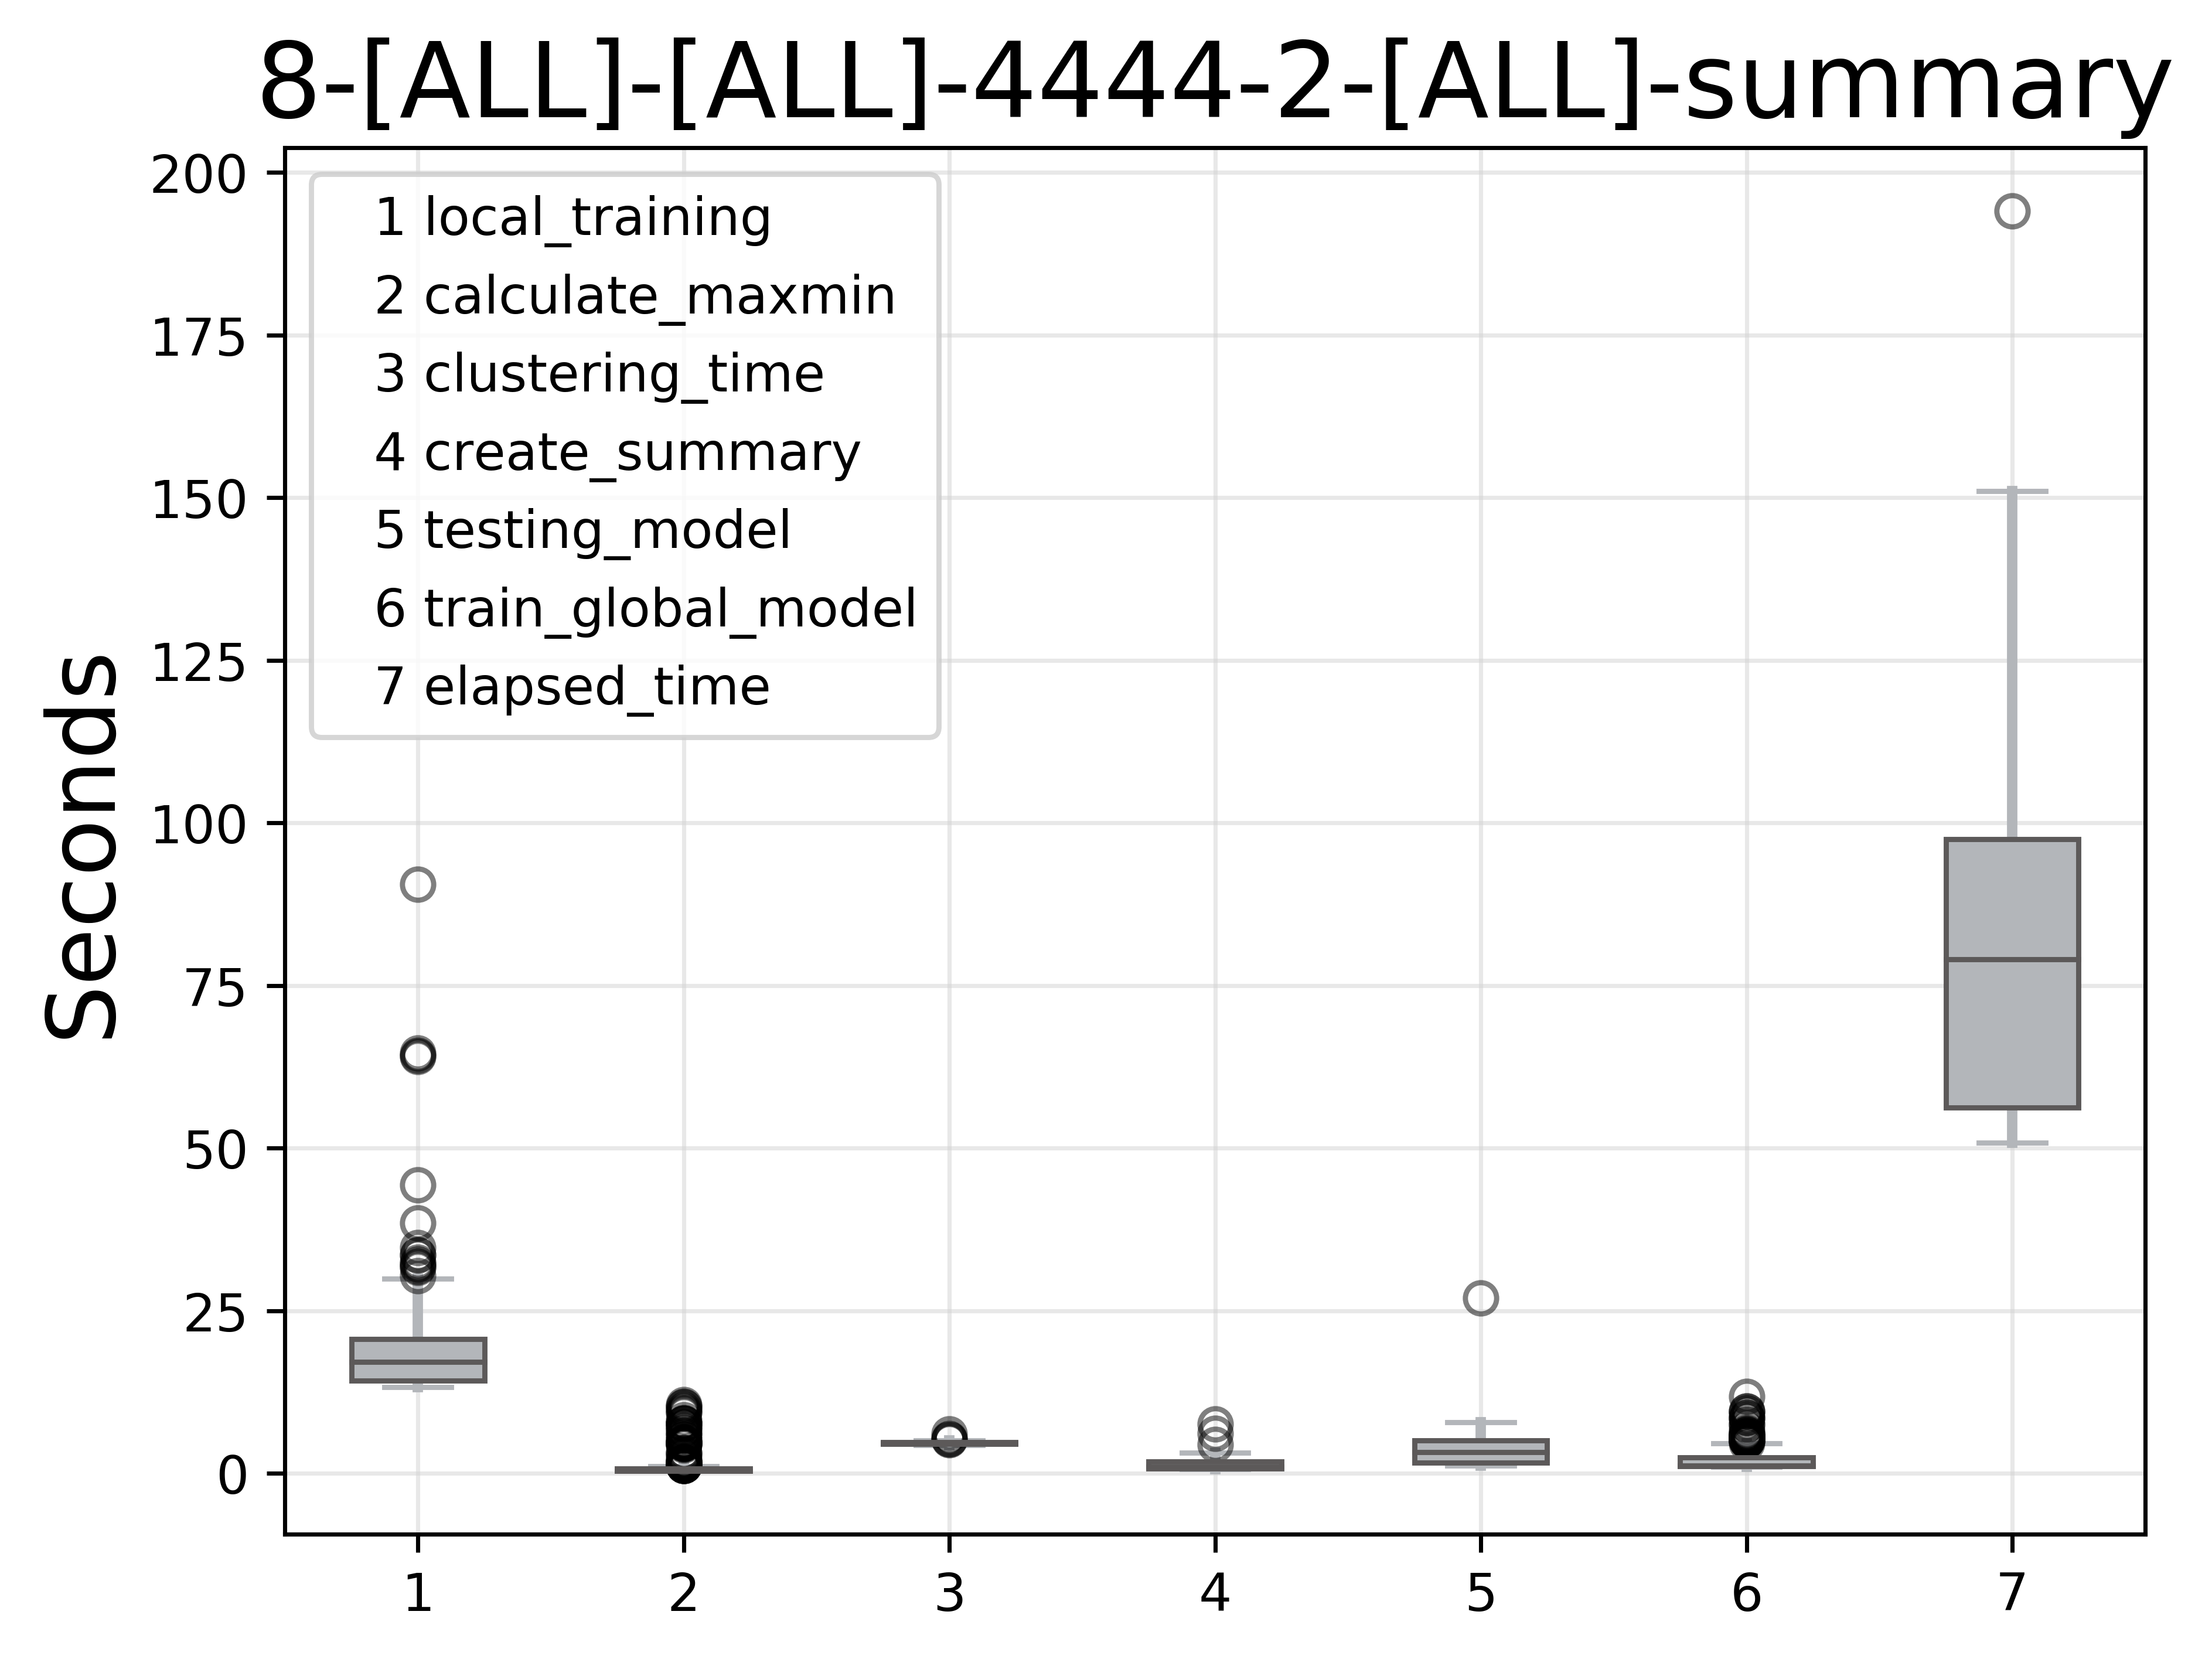 8-[ALL]-[ALL]-4444-2-[ALL]-summary
Seconds
200
175
150
125
100
75
50
25
0
1 local_training
2 calculate_maxmin
3 clustering_time
4 create_summary
5 testing_model
6 train_global_model
7 elapsed_time
1 2 3 4 5 6 7